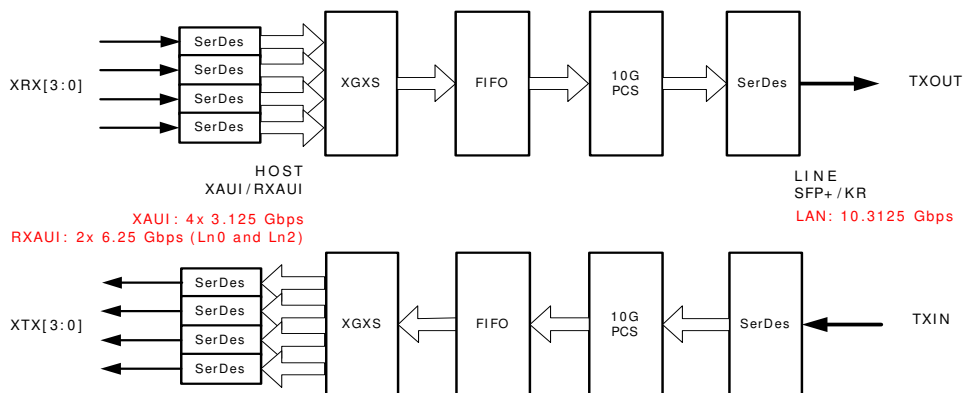 SerDes
SerDes
SerDes
SerDes
XRX[3:0]
XGXS
FIFO
10G
PCS
SerDes
TXOUT
HOST
XAUI/RXAUI
XAUI: 4x 3.125 Gbps
RXAUI: 2x 6.25 Gbps (Ln0 and Ln2)
LINE
SFP+/KR
LAN: 10.3125 Gbps
SerDes
SerDes
SerDes
SerDes
XTX[3:0]
XGXS
FIFO
10G
PCS
SerDes
TXIN